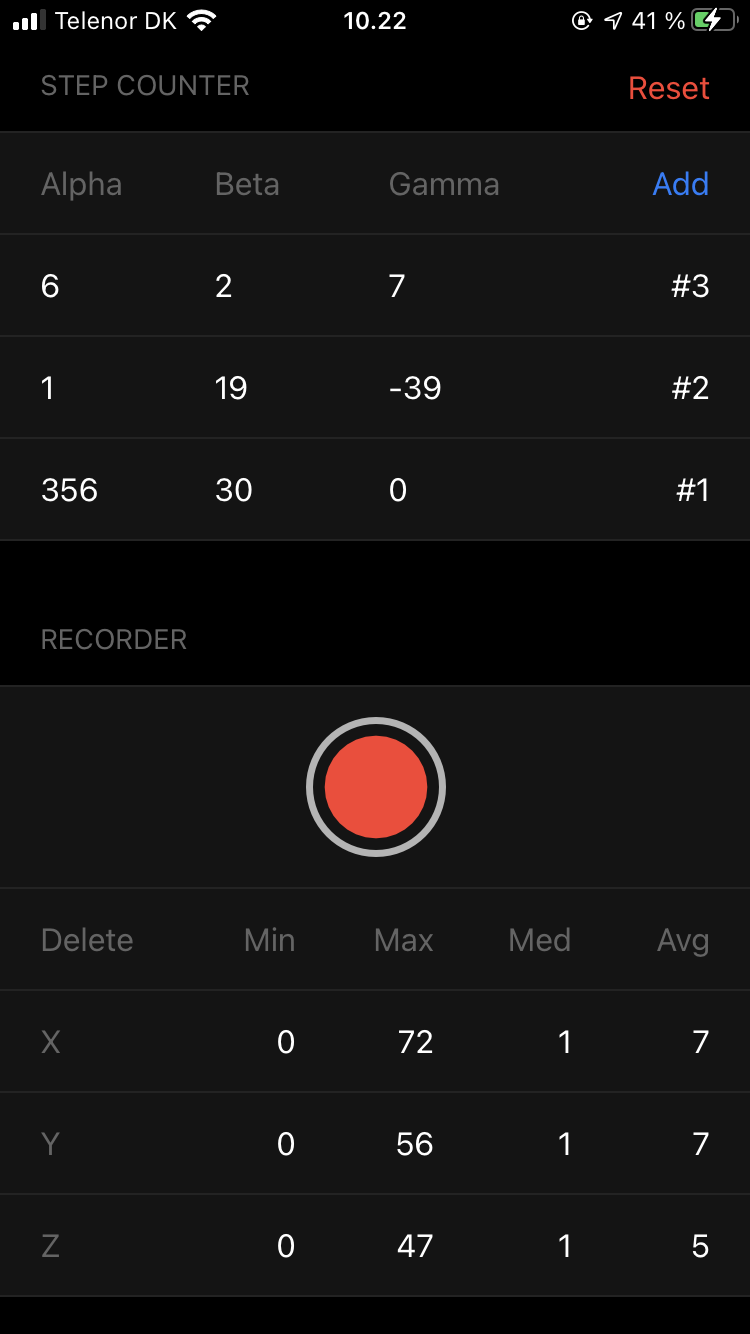 Telenor DK 10.22 41 %
STEP COUNTER Reset
Alpha Beta Gamma Add
6 2 7 #3
1 19 -39 #2
356 30 0 #1
RECORDER
Delete Min Max Med Avg
X 0 72 1 7
Y 0 56 1 7
Z 0 47 1 5